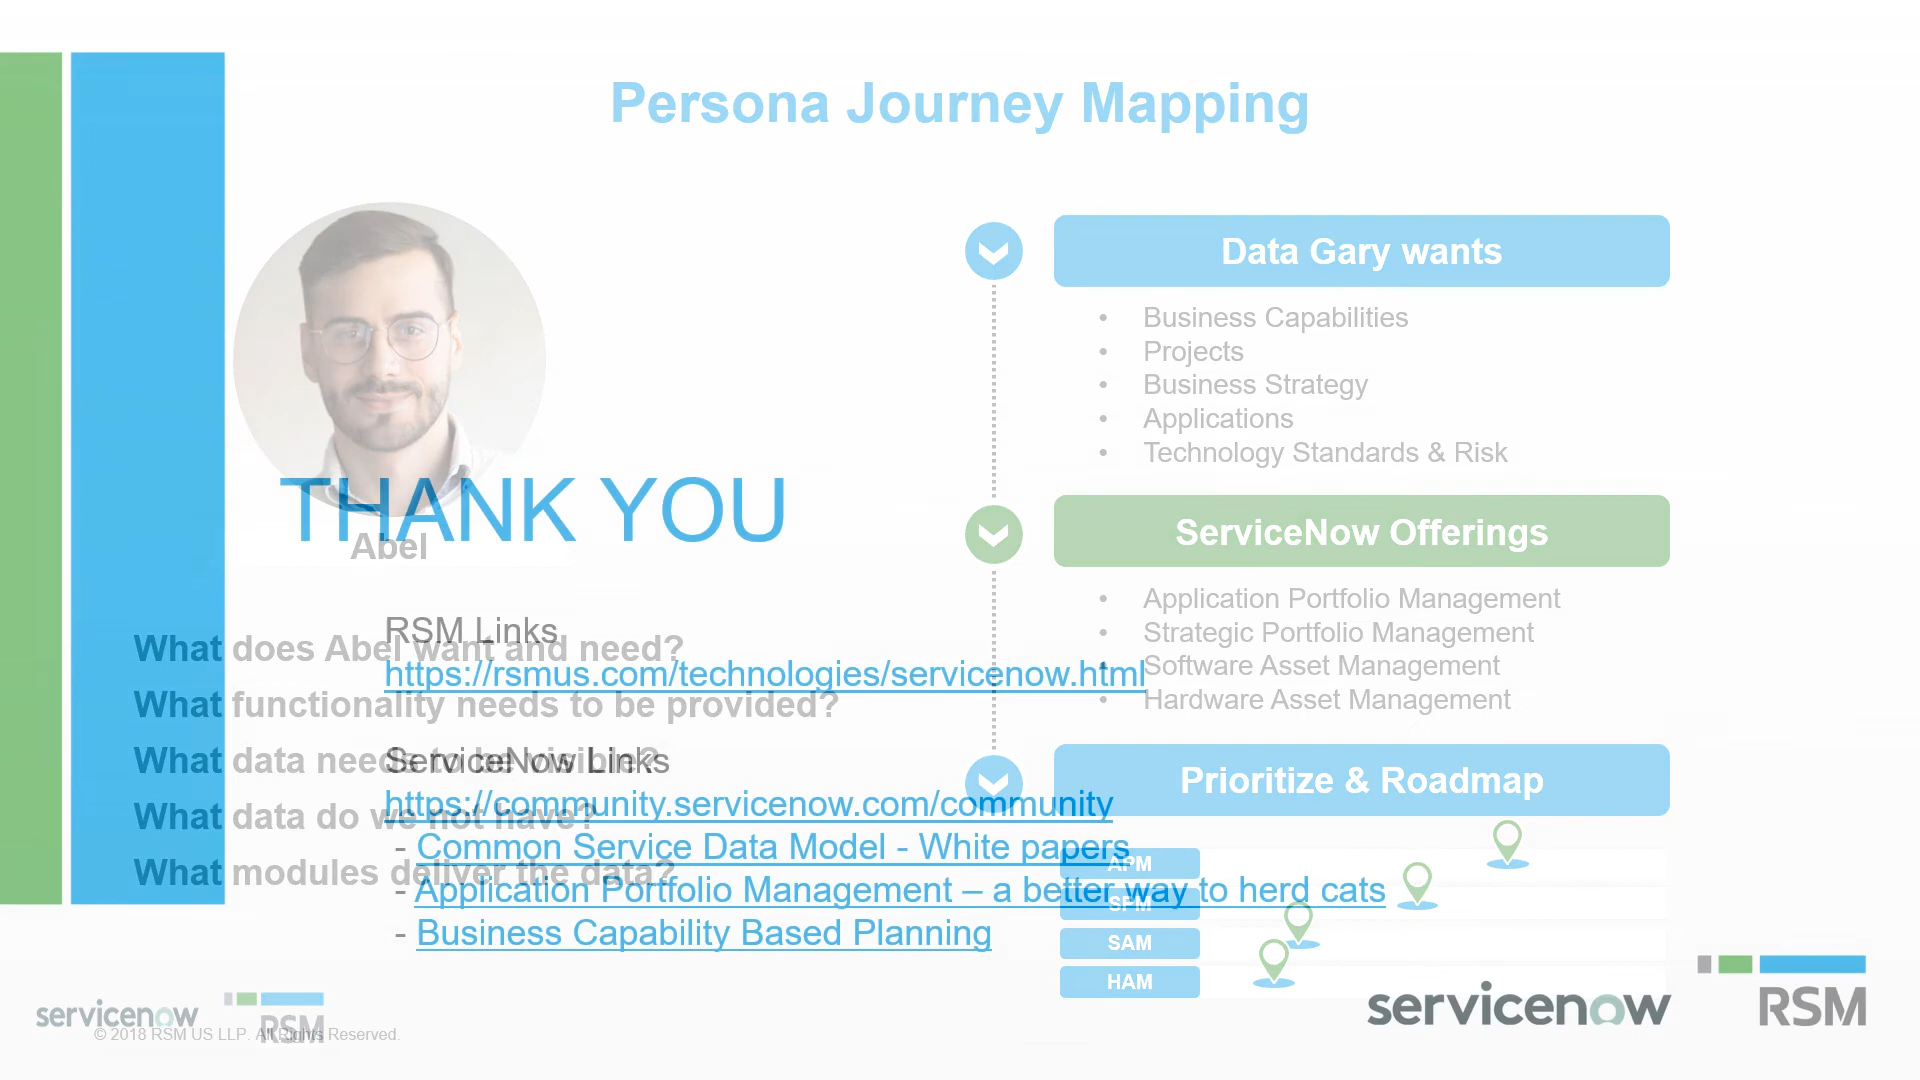 Persona Journey Mapping
Abel
What does Abel want and need?
What functionality needs to be provided?
What data needs to be visible?
What data do we not have?
What modules deliver the data?
Data Gary wants
• Business Capabilities
• Projects
• Business Strategy
• Applications
• Technology Standards & Risk
ServiceNow Offerings
• Application Portfolio Management
• Strategic Portfolio Management
• Software Asset Management
• Hardware Asset Management
Prioritize & Roadmap
APM
SPM
SAM
HAM
THANK YOU
RSM Links
https://rsmus.com/technologies/servicenow.html
ServiceNow Links
https://community.servicenow.com/community
- Common Service Data Model - White papers
- Application Portfolio Management – a better way to herd cats
- Business Capability Based Planning
servicenow
RSM
© 2018 RSM US LLP. All Rights Reserved.
servicenow
RSM